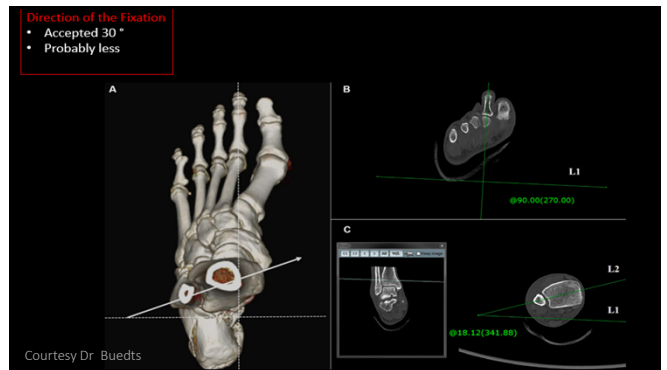 Direction of the Fixation
• Accepted 30 °
• Probably less
A
B
L1
@90.00(270.00)
C
L2
L1
@18.12(341.88)
Courtesy Dr Buedts